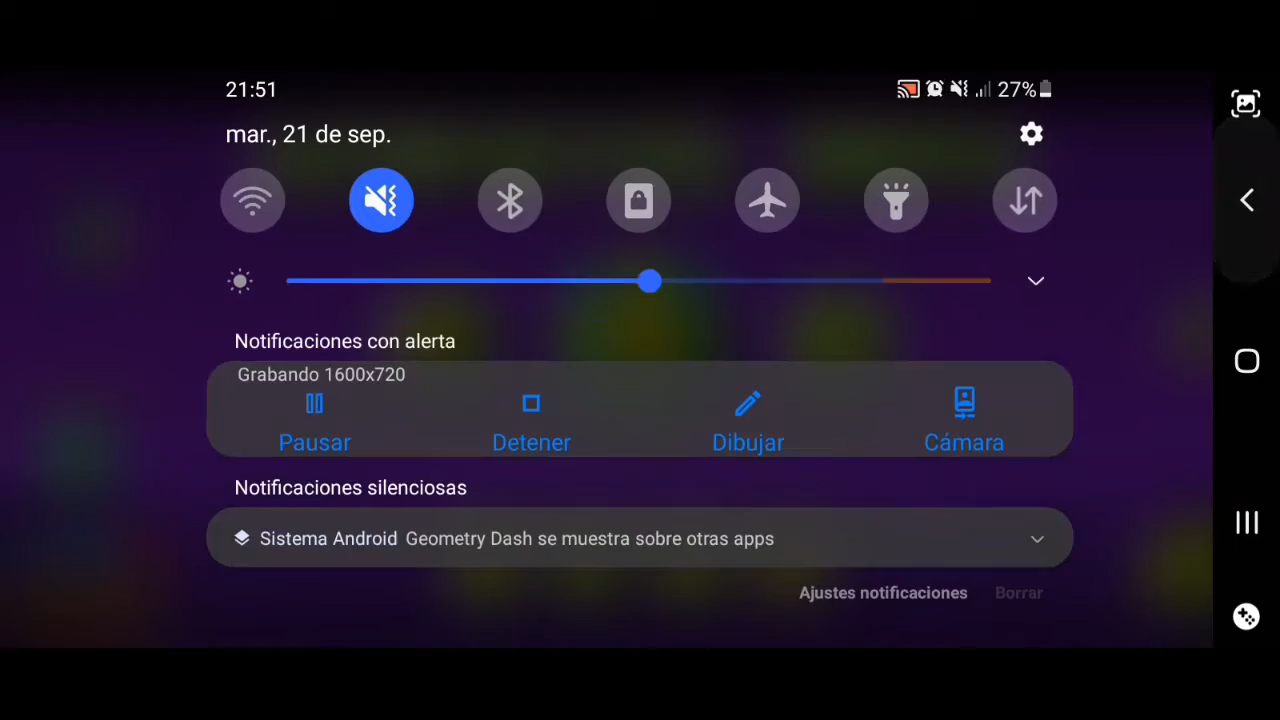 21:51
27%
mar., 21 de sep.
Notificaciones con alerta
Grabando 1600x720
Pausar Detener Dibujar Cámara
Notificaciones silenciosas
Sistema Android Geometry Dash se muestra sobre otras apps
Ajustes notificaciones Borrar